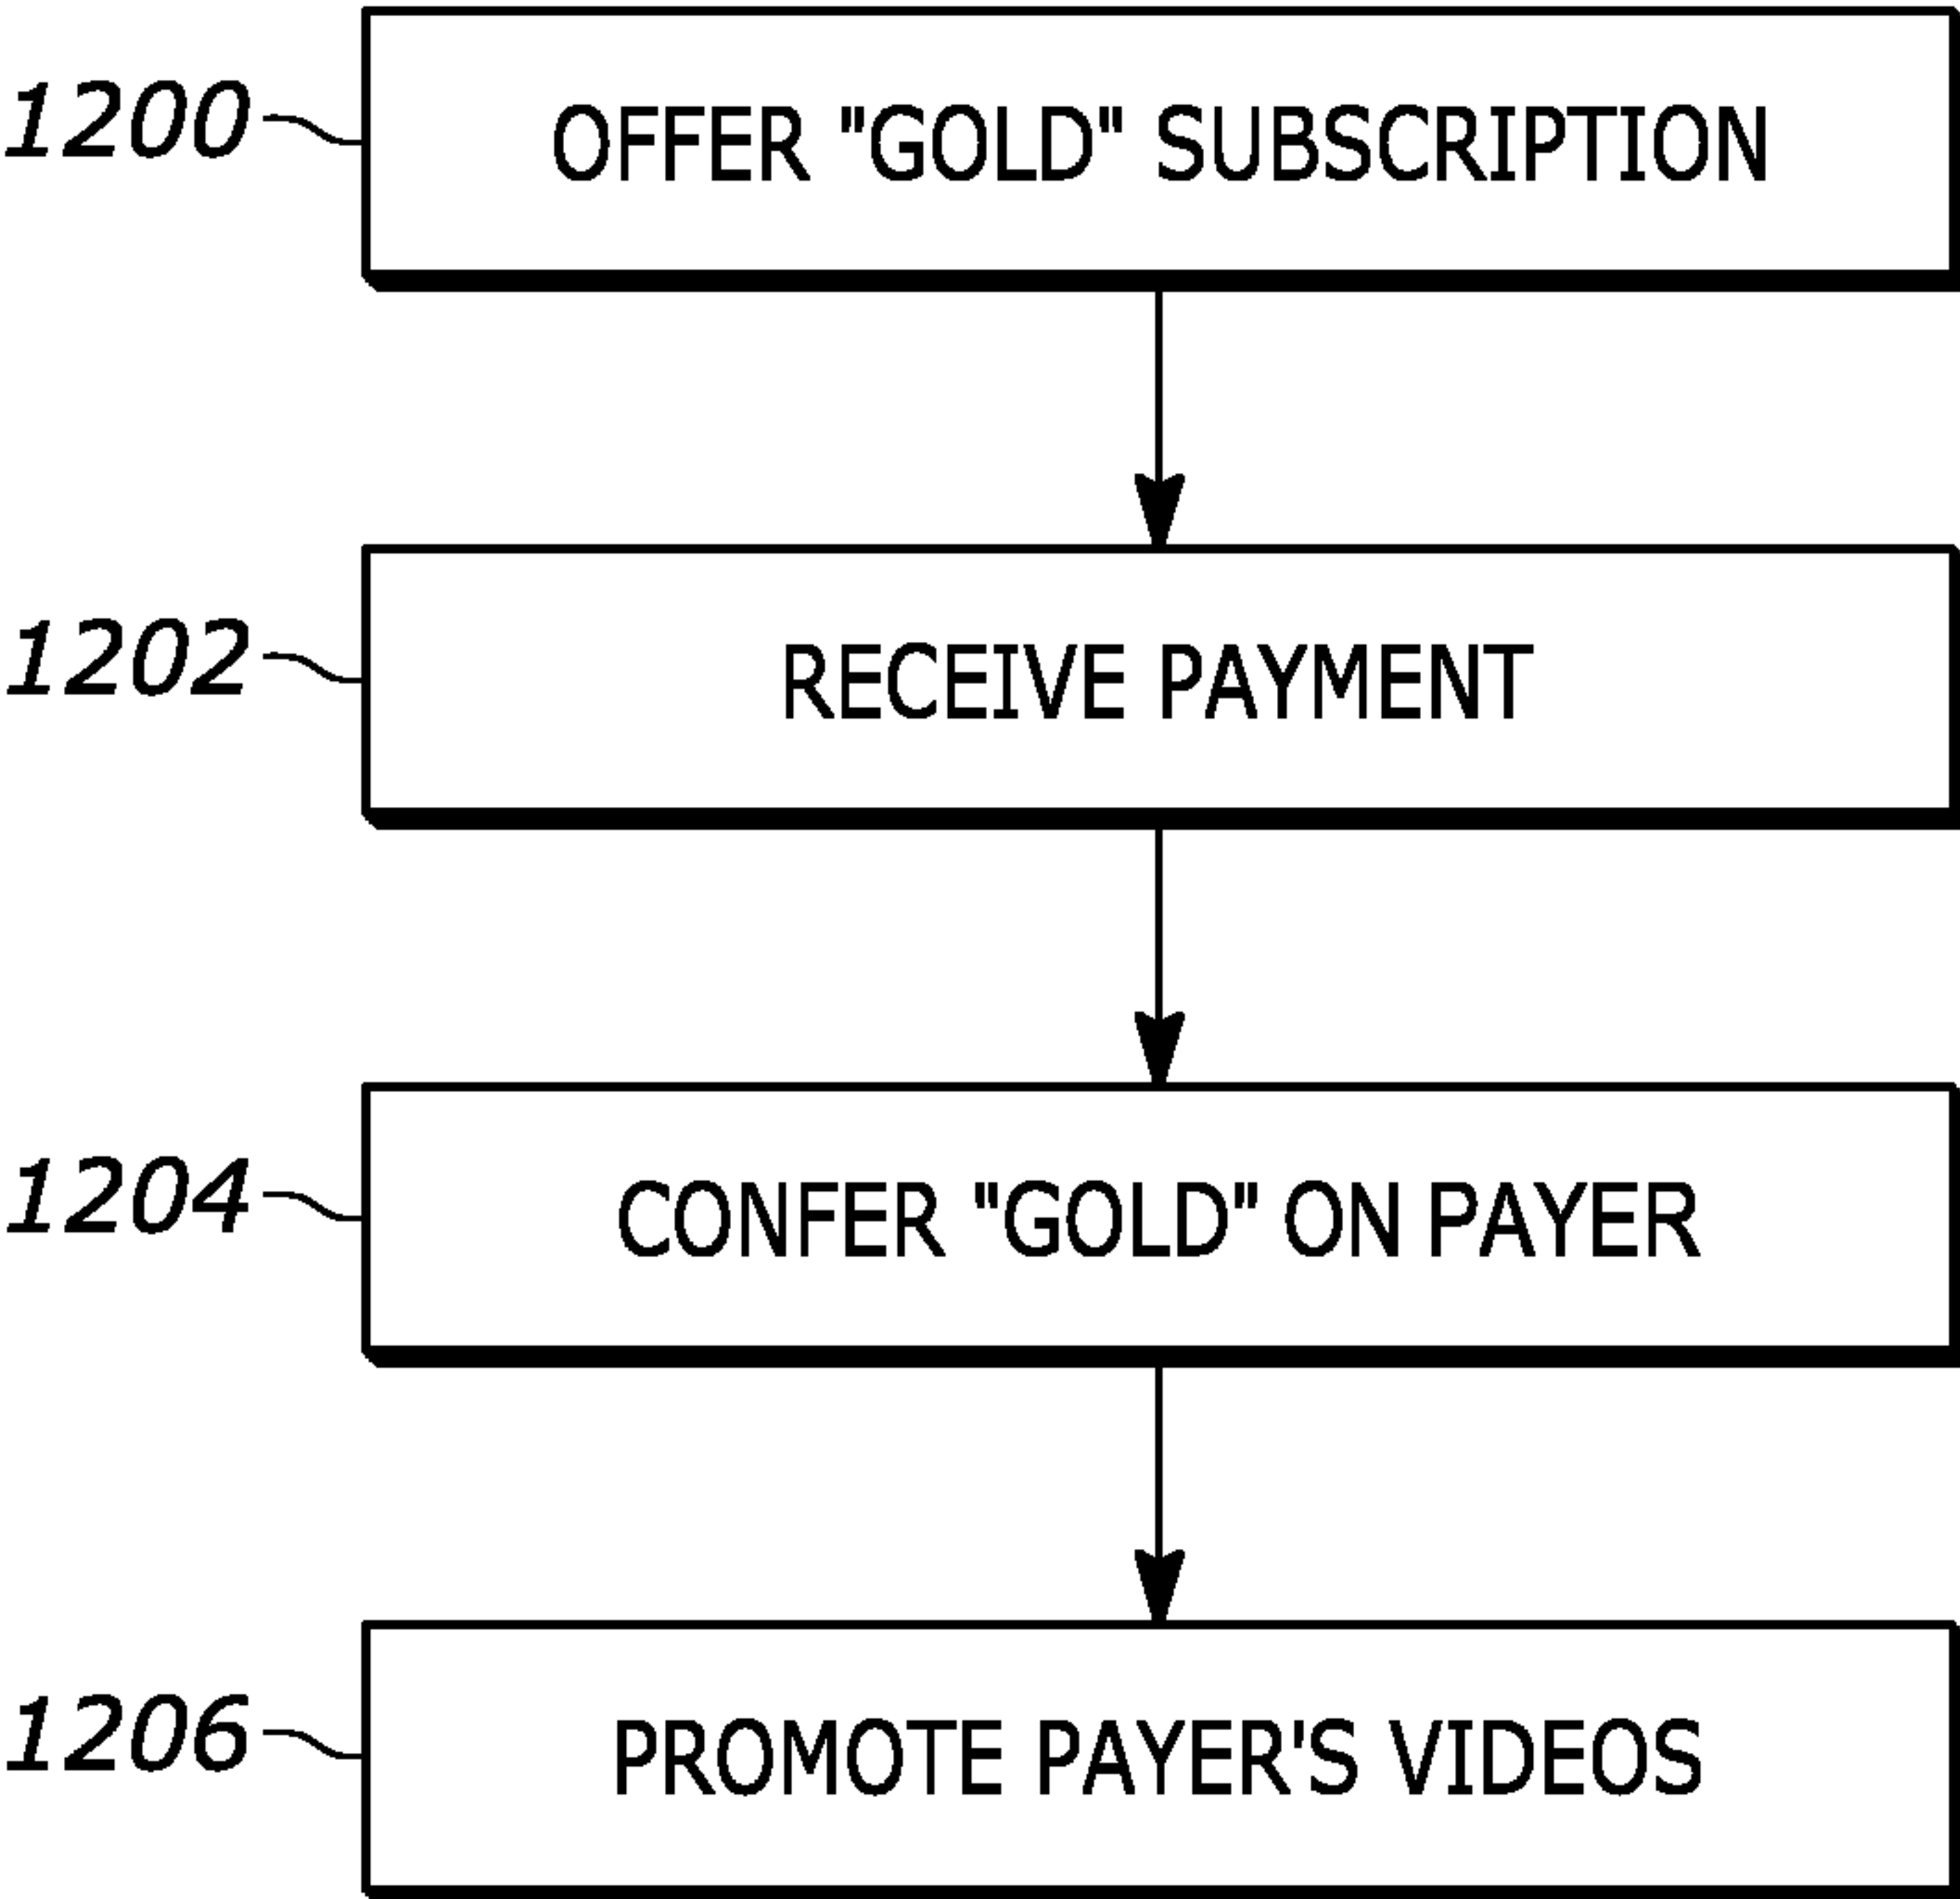 1200 OFFER "GOLD" SUBSCRIPTION
1202 RECEIVE PAYMENT
1204 CONFER "GOLD" ON PAYER
1206 PROMOTE PAYER'S VIDEOS